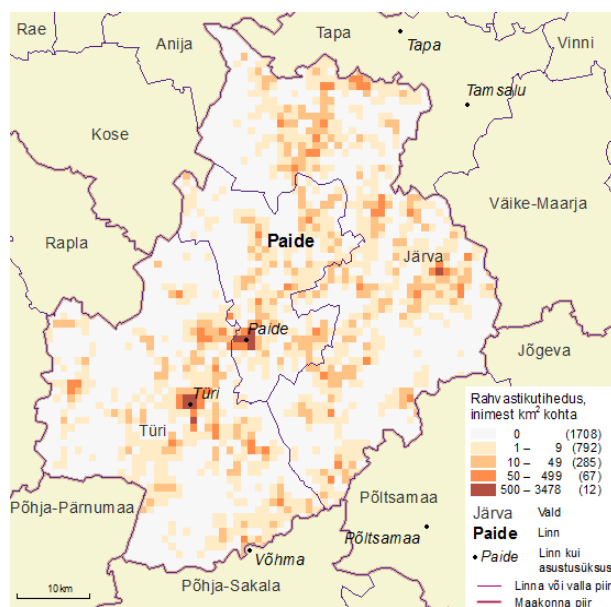 Rae
Anija
Tapa
Tapa
Vinni
Tamsalu
Kose
Väike-Maarja
Rapla
Paide
Järva
Paide
Jõgeva
Türi
Türi
Põhja-Pärnumaa
Põltsamaa
Põltsamaa
Võhma
Põhja-Sakala
10 km
Rahvastikutihedus,
inimest km² kohta
0 (1708)
1 – 9 (792)
10 – 49 (285)
50 – 499 (67)
500 – 3478 (12)
Järva Vald
Paide Linn
Paide Linn kui
asustusüksus
Linna või valla piir
Maakonna piir